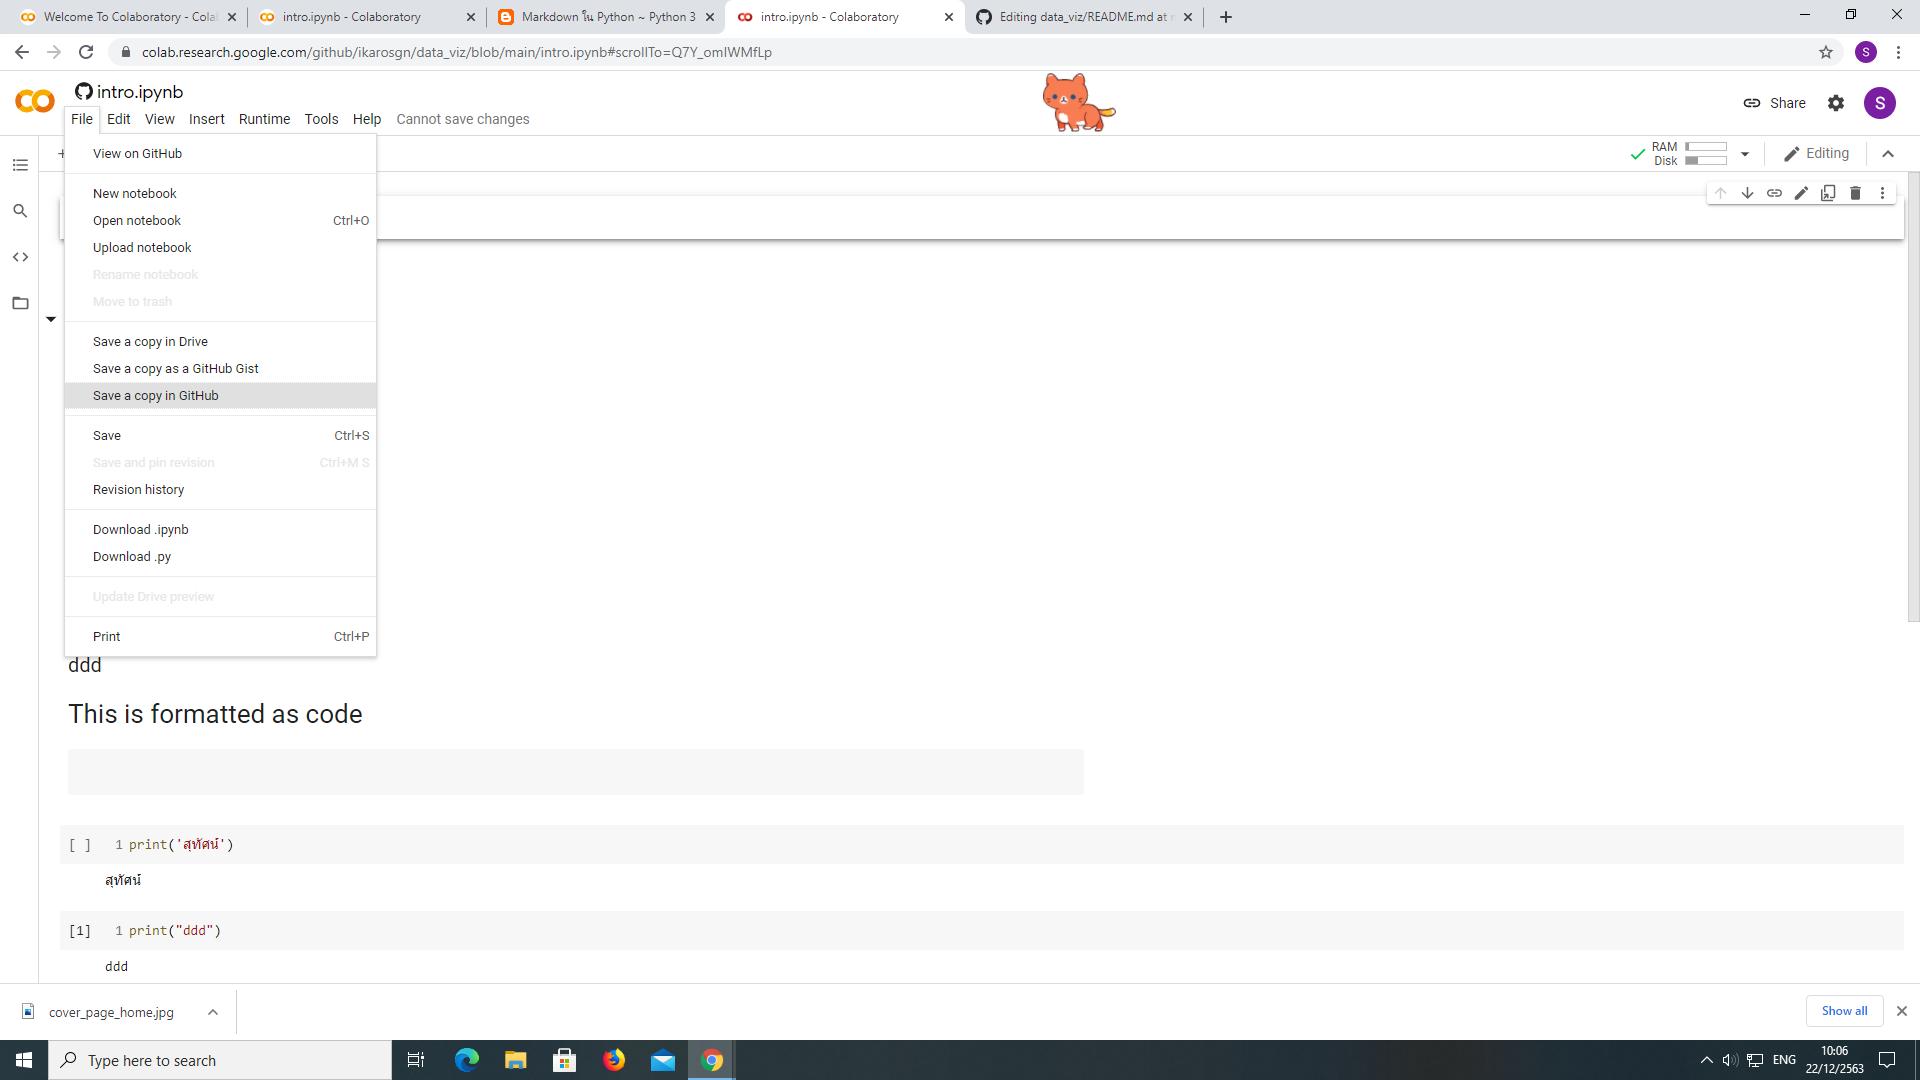 Welcome To Colaboratory - Cola
intro.ipynb - Colaboratory
Markdown ใน Python ~ Python 3
intro.ipynb - Colaboratory
Editing data_viz/README.md at
colab.research.google.com/github/ikarosgn/data_viz/blob/main/intro.ipynb#scrollTo=Q7Y_omIWMfLp
S
intro.ipynb
File Edit View Insert Runtime Tools Help Cannot save changes
Share
S
RAM
Disk
Editing
View on GitHub
New notebook
Open notebook Ctrl+O
Upload notebook
Rename notebook
Move to trash
Save a copy in Drive
Save a copy as a GitHub Gist
Save a copy in GitHub
Save Ctrl+S
Save and pin revision Ctrl+M S
Revision history
Download .ipynb
Download .py
Update Drive preview
Print Ctrl+P
ddd
This is formatted as code
[ ] 1 print('สุทัศน์')
สุทัศน์
[1] 1 print("ddd")
ddd
cover_page_home.jpg
Show all
Type here to search
ENG
10:06
22/12/2563